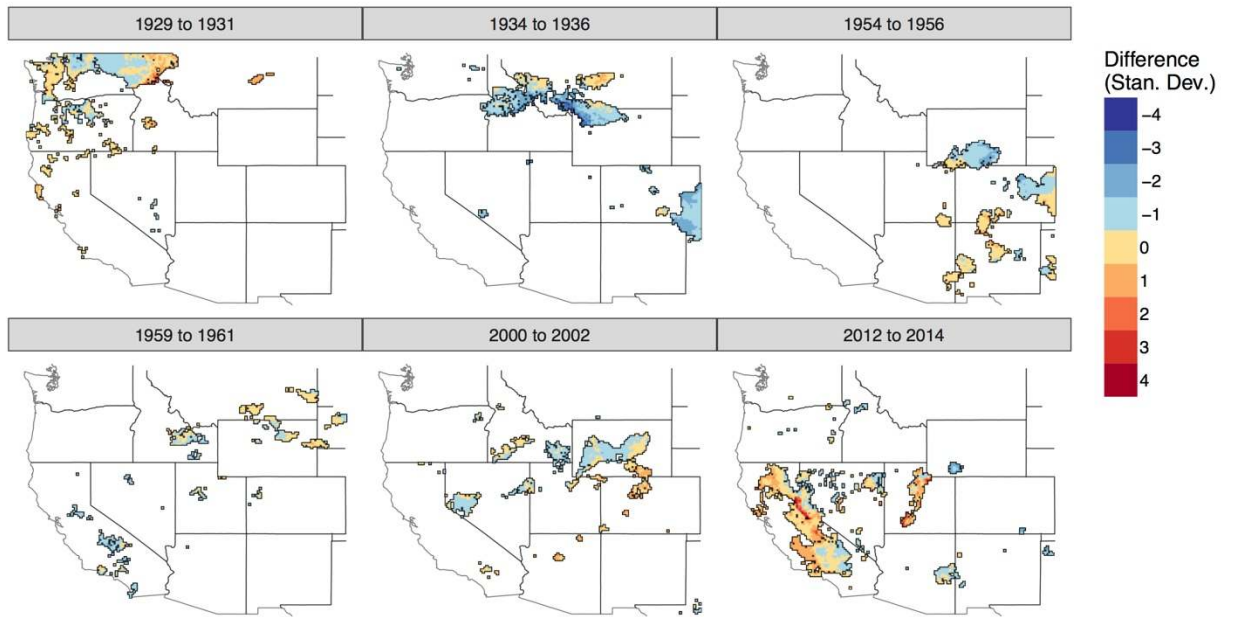 1929 to 1931
1934 to 1936
1954 to 1956
Difference
(Stan. Dev.)
-4
-3
-2
-1
0
1
2
3
4
1959 to 1961
2000 to 2002
2012 to 2014